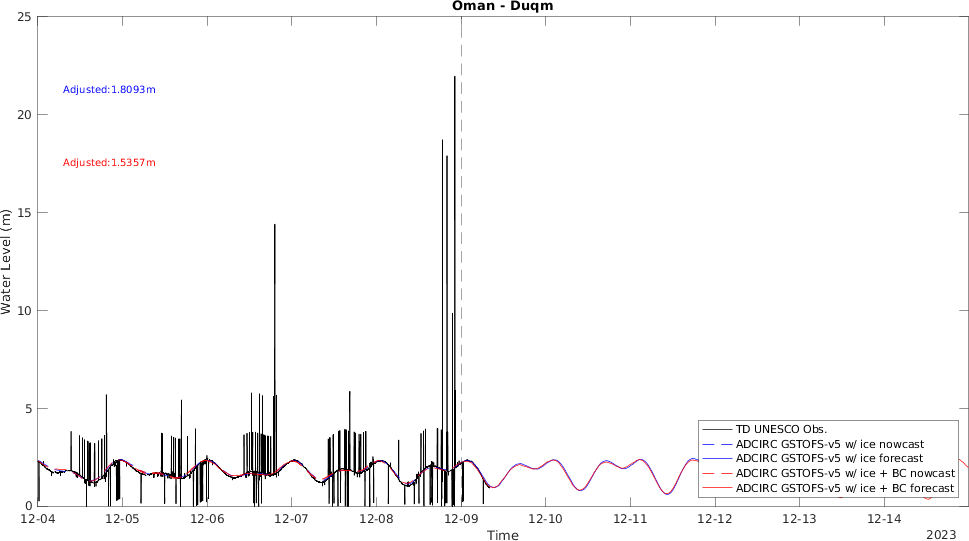 Oman - Duqm
25
Adjusted:1.8093m
20
Adjusted:1.5357m
15
Water Level (m)
10
5
TD UNESCO Obs.
ADCIRC GSTOFS-v5 w/ ice nowcast
ADCIRC GSTOFS-v5 w/ ice forecast
ADCIRC GSTOFS-v5 w/ ice + BC nowcast
ADCIRC GSTOFS-v5 w/ ice + BC forecast
0
12-04 12-05 12-06 12-07 12-08 12-09 12-10 12-11 12-12 12-13 12-14
Time
2023